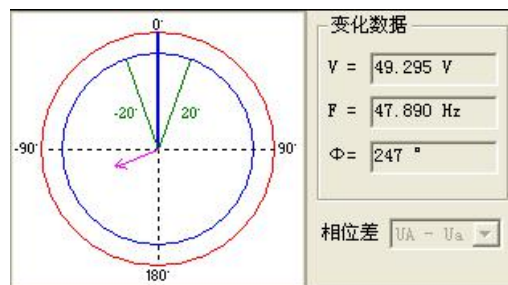 0°
-20° 20°
-90° 90°
180°
变化数据
V = 49.295 V
F = 47.890 Hz
Φ= 247 °
相位差 UA - Ua